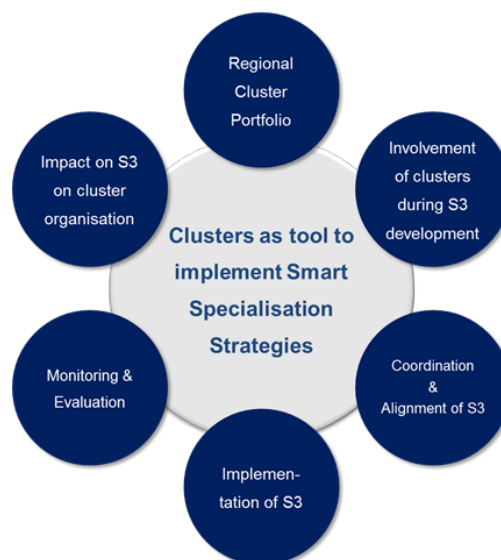 Regional
Cluster
Portfolio
Involvement
of clusters
during S3
development
Coordination
&
Alignment of S3
Implemen-
tation of S3
Monitoring &
Evaluation
Impact on S3
on cluster
organisation
Clusters as tool to
implement Smart
Specialisation
Strategies